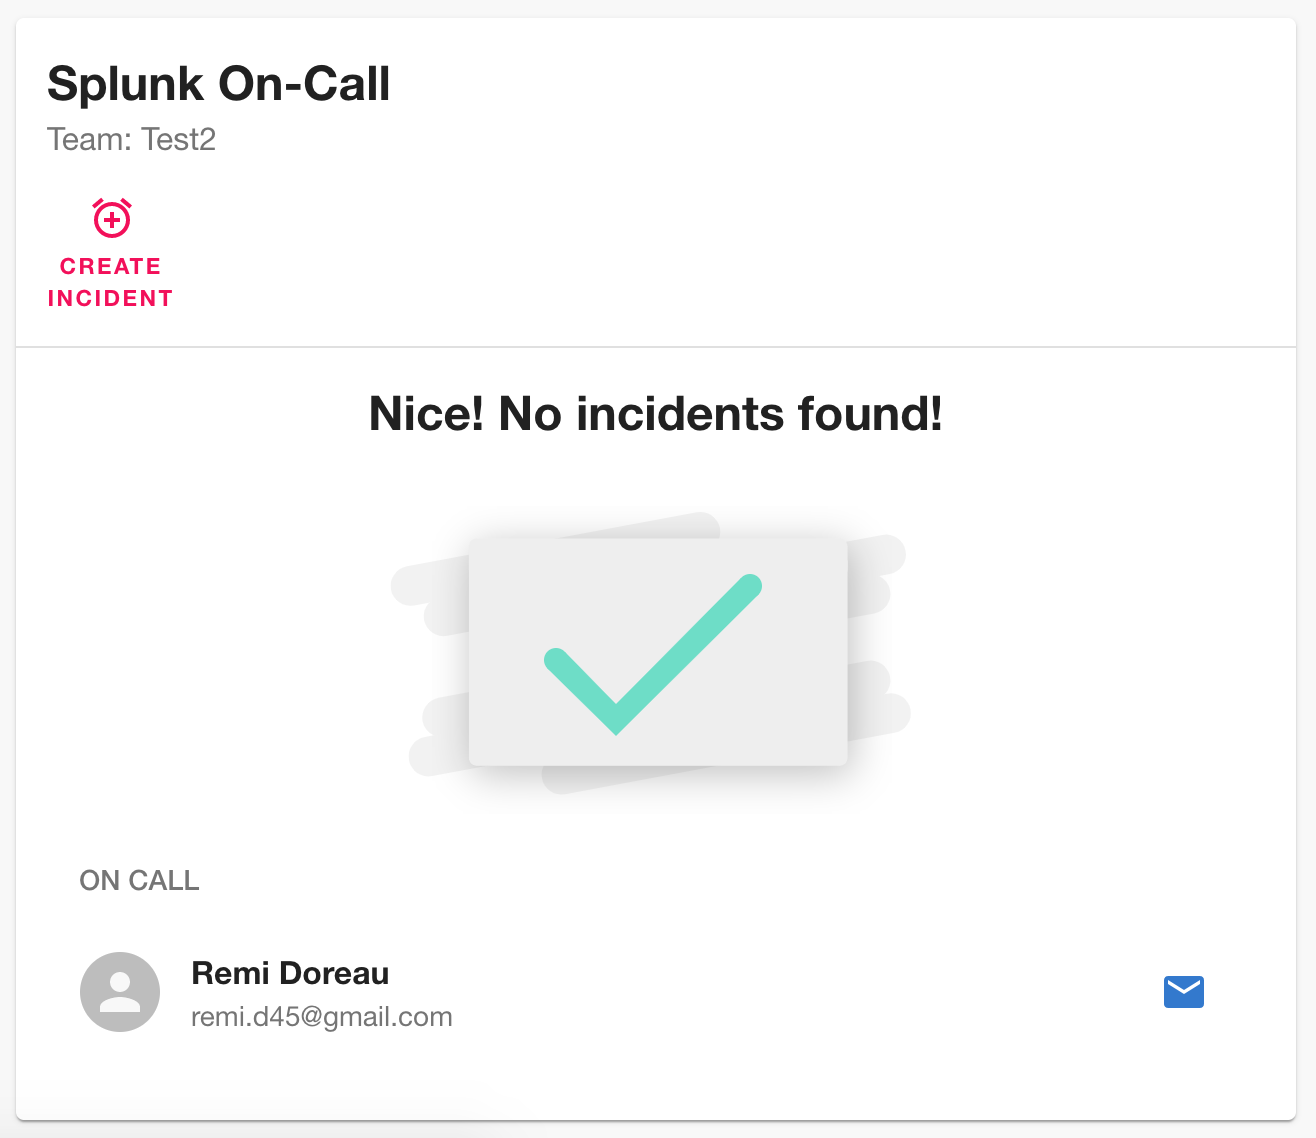 Splunk On-Call
Team: Test2
CREATE
INCIDENT
Nice! No incidents found!
ON CALL
Remi Doreau
remi.d45@gmail.com